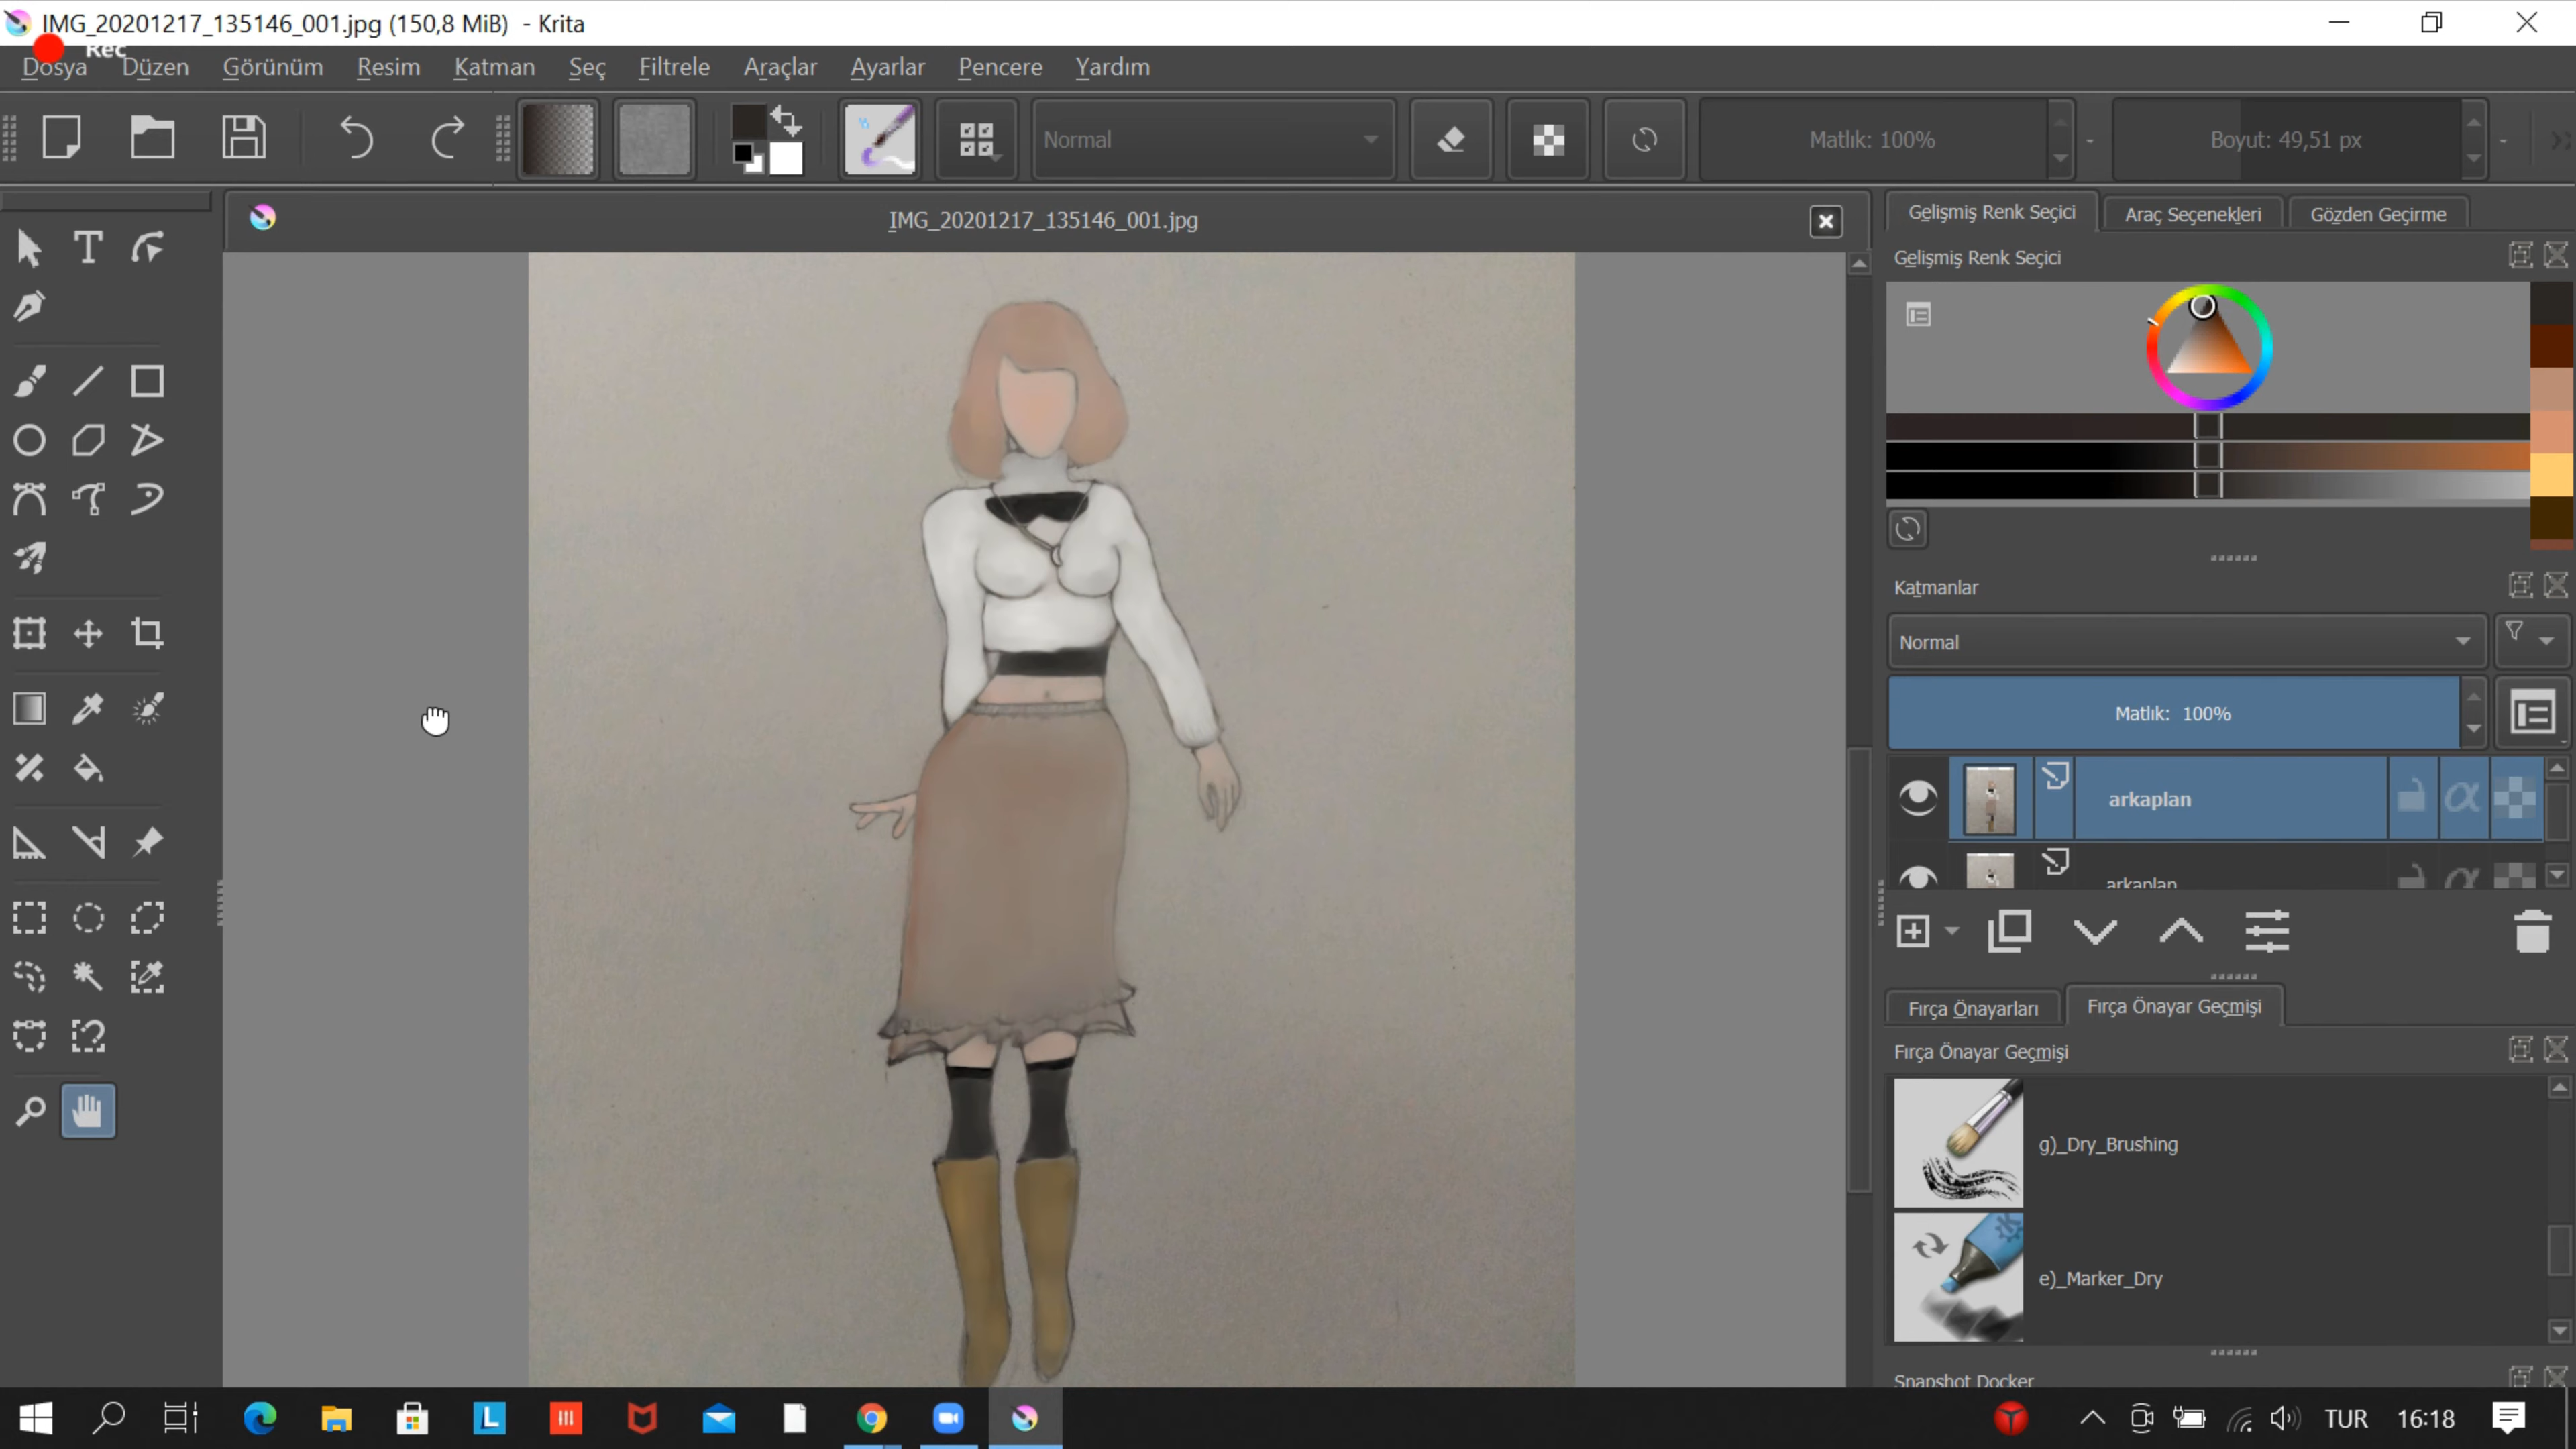 IMG_20201217_135146_001.jpg (150,8 MiB) - Krita
Rec
Dosya Düzen Görünüm Resim Katman Seç Filtrele Araçlar Ayarlar Pencere Yardım
Normal
Matlık: 100%
Boyut: 49,51 px
IMG_20201217_135146_001.jpg
Gelişmiş Renk Seçici
Araç Seçenekleri
Gözden Geçirme
Gelişmiş Renk Seçici
Katmanlar
Normal
Matlık: 100%
arkaplan
arkaplan
Fırça Önayarları
Fırça Önayar Geçmişi
Fırça Önayar Geçmişi
g)_Dry_Brushing
e)_Marker_Dry
Snapshot Docker
TUR
16:18